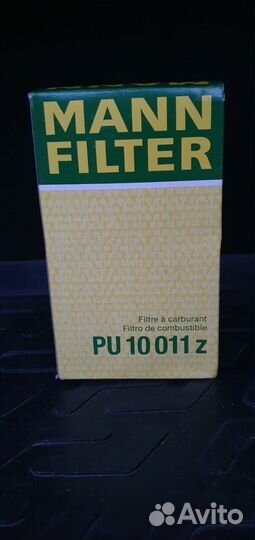 MANN
FILTER
Filtre à carburant
Filtro de combustible
PU 10 011 z
Avito